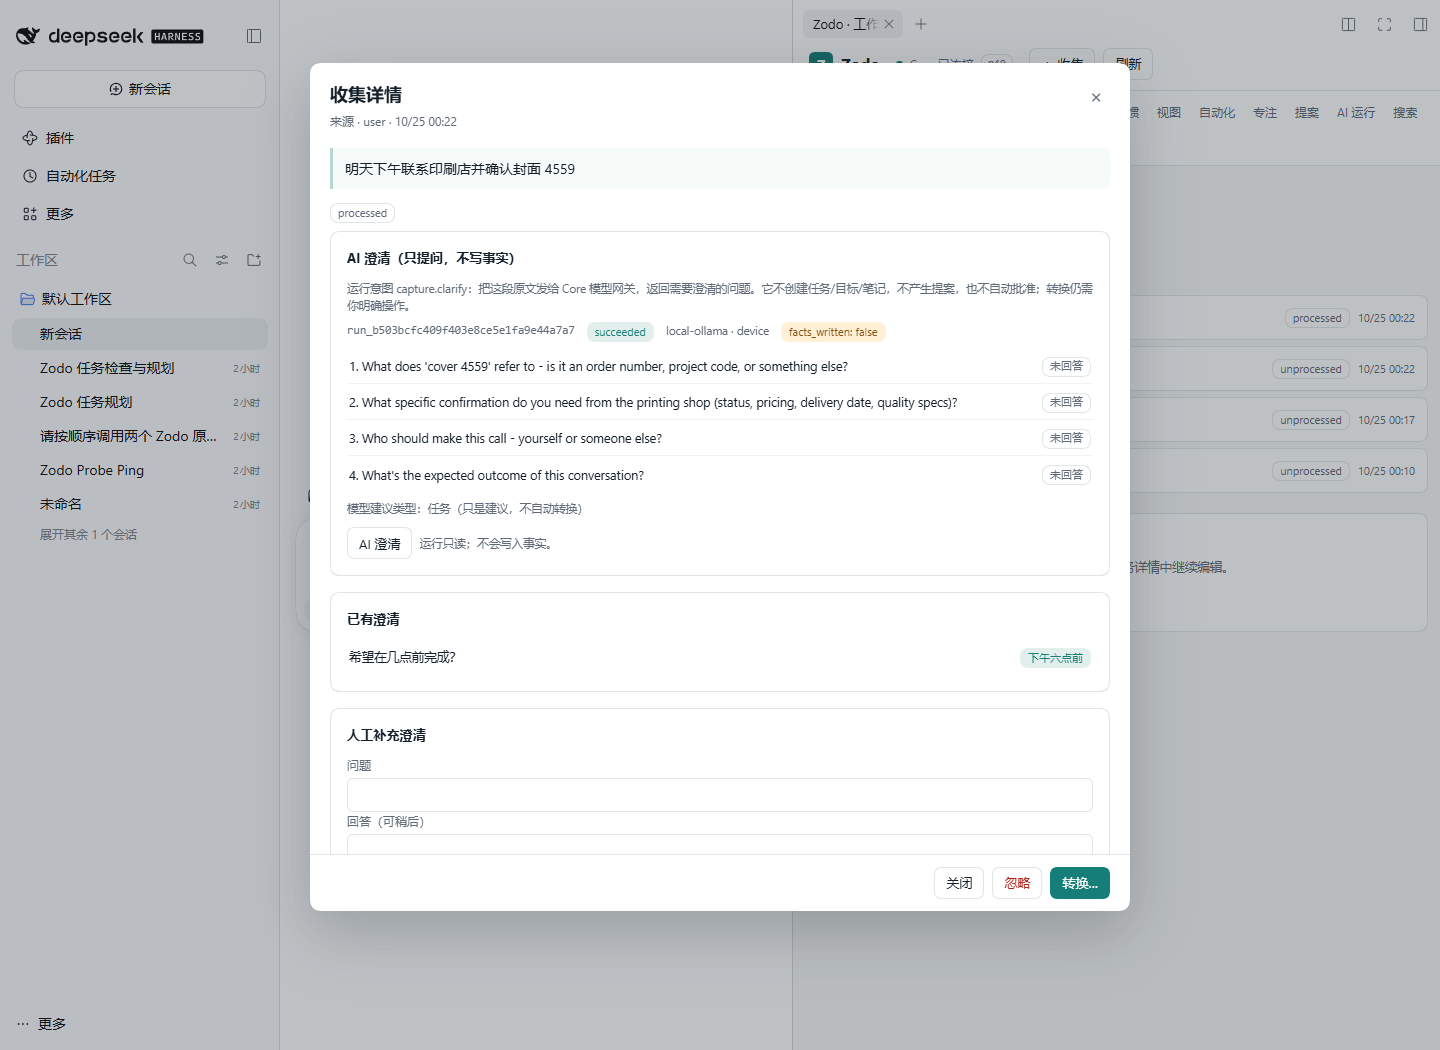 deepseek HARNESS
新会话
插件
自动化任务
更多
工作区
默认工作区
新会话
Zodo 任务检查与规划 2小时
Zodo 任务规划 2小时
请按顺序调用两个 Zodo 原... 2小时
Zodo Probe Ping 2小时
未命名 2小时
展开其余 1 个会话
更多
Zodo · 工作
视图 自动化 专注 提案 AI 运行 搜索
processed 10/25 00:22
unprocessed 10/25 00:22
unprocessed 10/25 00:17
unprocessed 10/25 00:10
详情中继续编辑。
收集详情
来源 · user · 10/25 00:22
明天下午联系印刷店并确认封面 4559
processed
AI 澄清（只提问，不写事实）
运行意图 capture.clarify：把这段原文发给 Core 模型网关，返回需要澄清的问题。它不创建任务/目标/笔记，不产生提案，也不自动批准；转换仍需
你明确操作。
run_b503bcfc409f403e8ce5e1fa9e44a7a7 succeeded local-ollama · device facts_written: false
1. What does 'cover 4559' refer to - is it an order number, project code, or something else? 未回答
2. What specific confirmation do you need from the printing shop (status, pricing, delivery date, quality specs)? 未回答
3. Who should make this call - yourself or someone else? 未回答
4. What's the expected outcome of this conversation? 未回答
模型建议类型：任务（只是建议，不自动转换）
AI 澄清 运行只读；不会写入事实。
已有澄清
希望在几点前完成？ 下午六点前
人工补充澄清
问题
回答（可稍后）
关闭 忽略 转换...